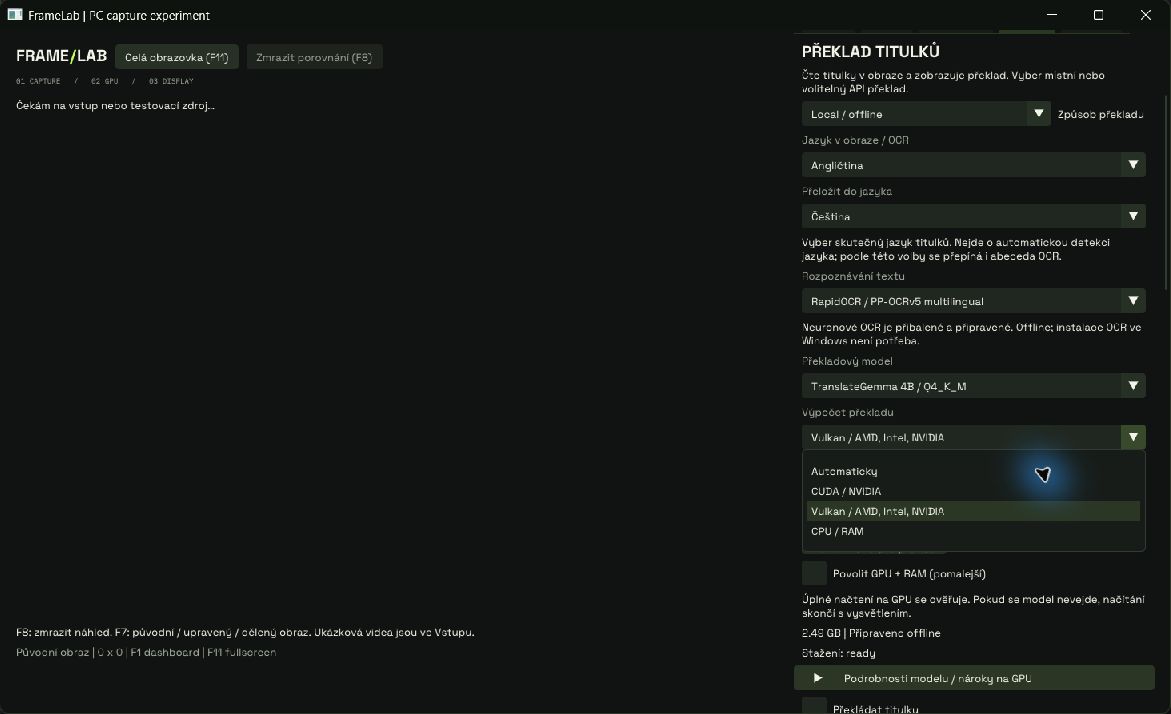 FrameLab | PC capture experiment
FRAME/LAB
Celá obrazovka (F11)
Zmrazit porovnání (F8)
01 CAPTURE / 02 GPU / 03 DISPLAY
Čekám na vstup nebo testovací zdroj...
F8: zmrazit náhled. F7: původní / upravený / dělený obraz. Ukázková videa jsou ve Vstupu.
Původní obraz | 0 x 0 | F1 dashboard | F11 fullscreen
PŘEKLAD TITULKŮ
Čte titulky v obraze a zobrazuje překlad. Vyber místní nebo
volitelný API překlad.
Local / offline
Způsob překladu
Jazyk v obraze / OCR
Angličtina
Přeložit do jazyka
Čeština
Vyber skutečný jazyk titulků. Nejde o automatickou detekci
jazyka; podle této volby se přepíná i abeceda OCR.
Rozpoznávání textu
RapidOCR / PP-OCRv5 multilingual
Neuronové OCR je přibalené a připravené. Offline; instalace OCR ve
Windows není potřeba.
Překladový model
TranslateGemma 4B / Q4_K_M
Výpočet překladu
Vulkan / AMD, Intel, NVIDIA
Automaticky
CUDA / NVIDIA
Vulkan / AMD, Intel, NVIDIA
CPU / RAM
Povolit GPU + RAM (pomalejší)
Úplné načtení na GPU se ověřuje. Pokud se model nevejde, načítání
skončí s vysvětlením.
2.49 GB | Připraveno offline
Stažení: ready
Podrobnosti modelu / nároky na GPU
Překládat titulky